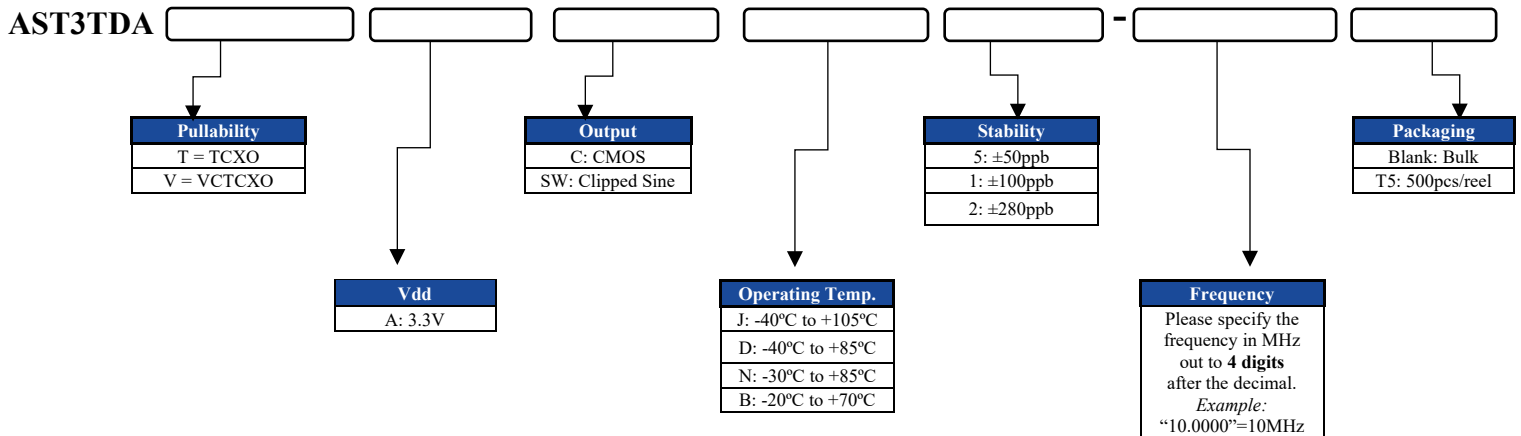 AST3TDA -
Pullability
T = TCXO
V = VCTCXO
Vdd
A: 3.3V
Output
C: CMOS
SW: Clipped Sine
Operating Temp.
J: -40ºC to +105ºC
D: -40ºC to +85ºC
N: -30ºC to +85ºC
B: -20ºC to +70ºC
Stability
5: ±50ppb
1: ±100ppb
2: ±280ppb
Frequency
Please specify the
frequency in MHz
out to 4 digits
after the decimal.
Example:
“10.0000”=10MHz
Packaging
Blank: Bulk
T5: 500pcs/reel